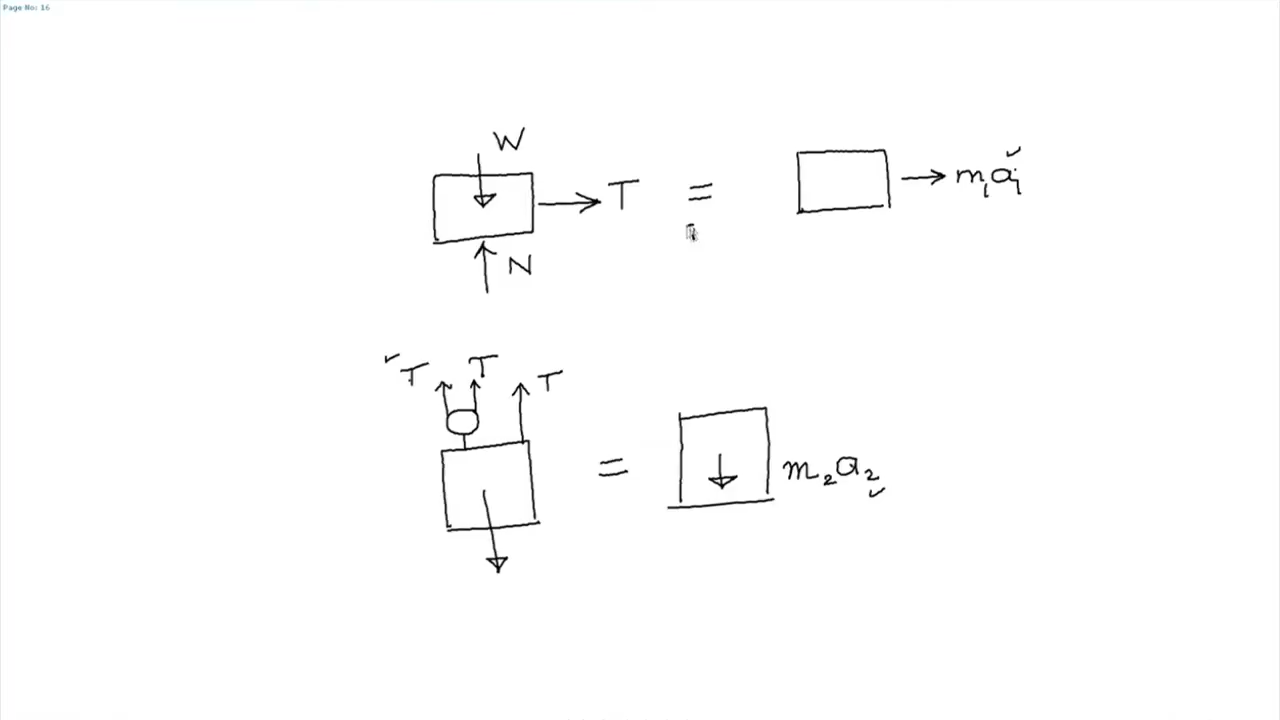 Page No: 16
W
T = m₁a₁
N
T T T
= m₂a₂